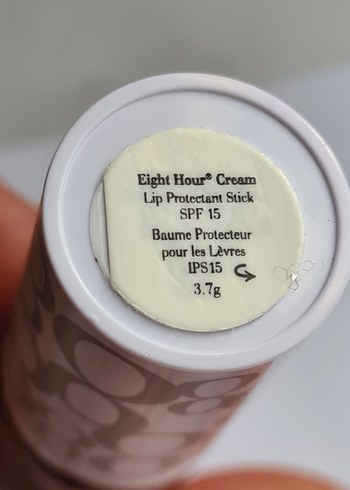 Eight Hour® Cream
Lip Protectant Stick
SPF 15
Baume Protecteur
pour les Lèvres
IPS15
3.7g